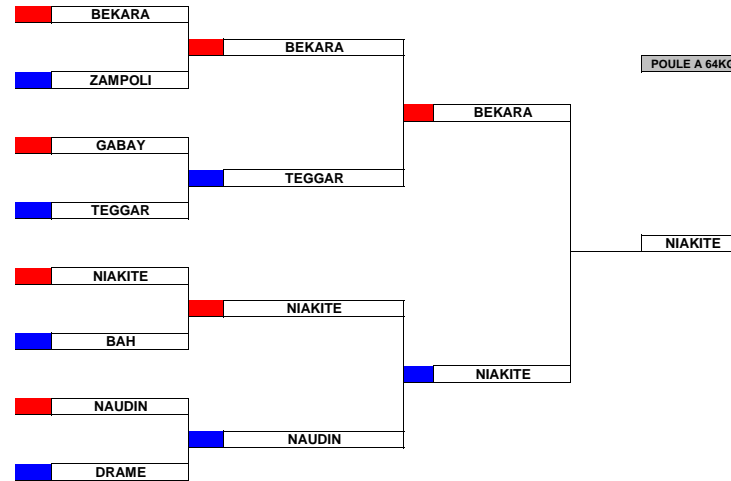 BEKARA
BEKARA
POULE A 64KG
ZAMPOLI
BEKARA
GABAY
TEGGAR
TEGGAR
NIAKITE
NIAKITE
NIAKITE
BAH
NIAKITE
NAUDIN
NAUDIN
DRAME